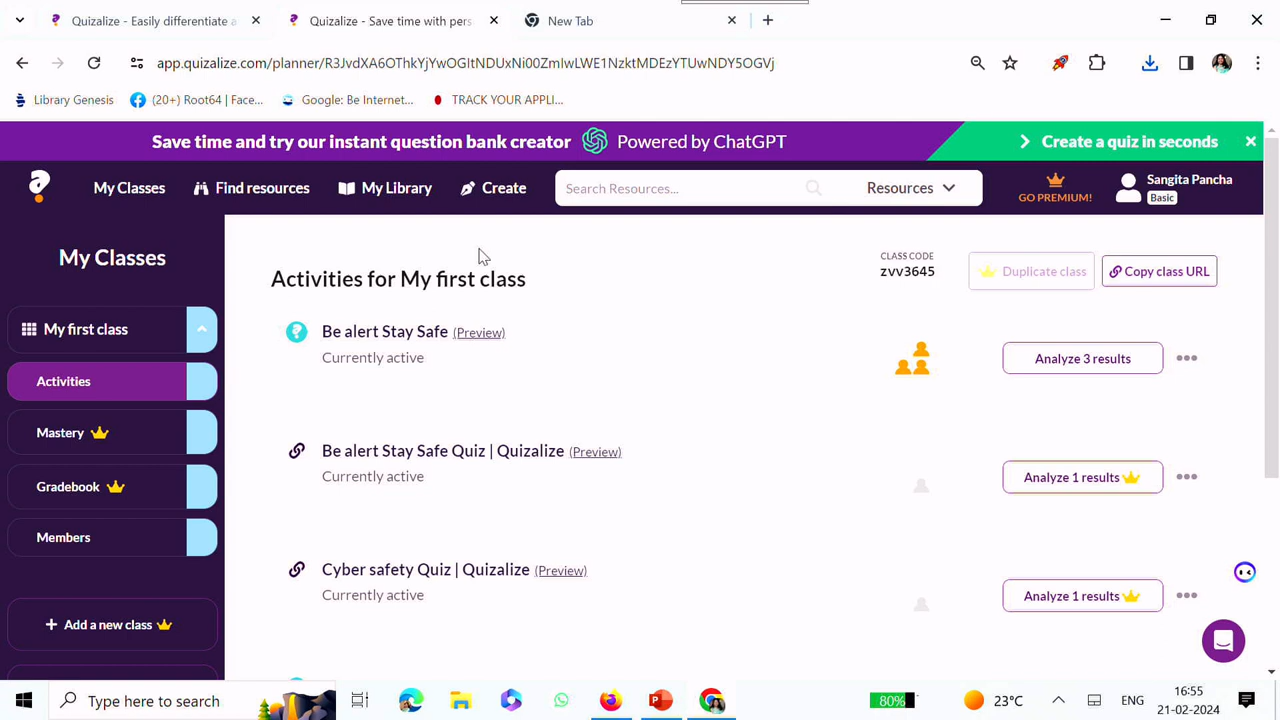 Quizalize - Easily differentiate a
Quizalize - Save time with pers
New Tab
app.quizalize.com/planner/R3JvdXA6OThkYjYwOGItNDUxNi00ZmIwLWE1NzktMDEzYTUwNDY5OGVj
Library Genesis
(20+) Root64 | Face...
Google: Be Internet...
TRACK YOUR APPLI...
Save time and try our instant question bank creator Powered by ChatGPT
Create a quiz in seconds
My Classes
Find resources
My Library
Create
Search Resources...
Resources
GO PREMIUM!
Sangita Pancha
Basic
My Classes
My first class
Activities
Mastery
Gradebook
Members
+ Add a new class
Activities for My first class
CLASS CODE
zvv3645
Duplicate class
Copy class URL
Be alert Stay Safe (Preview)
Currently active
Analyze 3 results
Be alert Stay Safe Quiz | Quizalize (Preview)
Currently active
Analyze 1 results
Cyber safety Quiz | Quizalize (Preview)
Currently active
Analyze 1 results
Type here to search
80%
23°C
ENG
16:55
21-02-2024